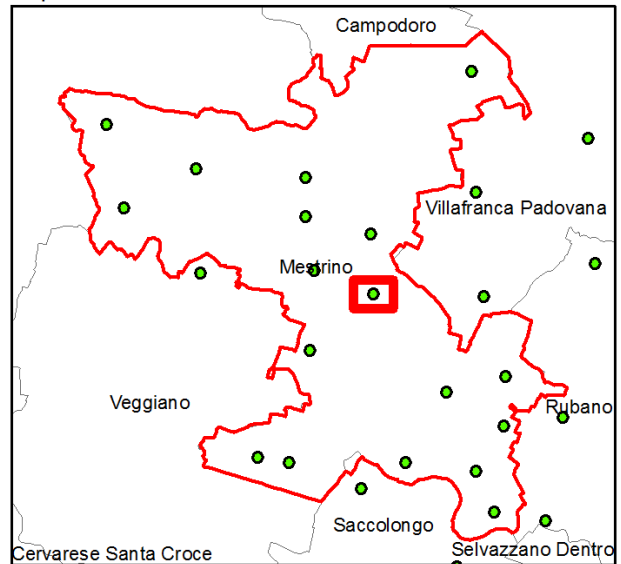 Campodoro
Villafranca Padovana
Mestrino
Veggiano
Rubano
Saccolongo
Cervarese Santa Croce
Selvazzano Dentro